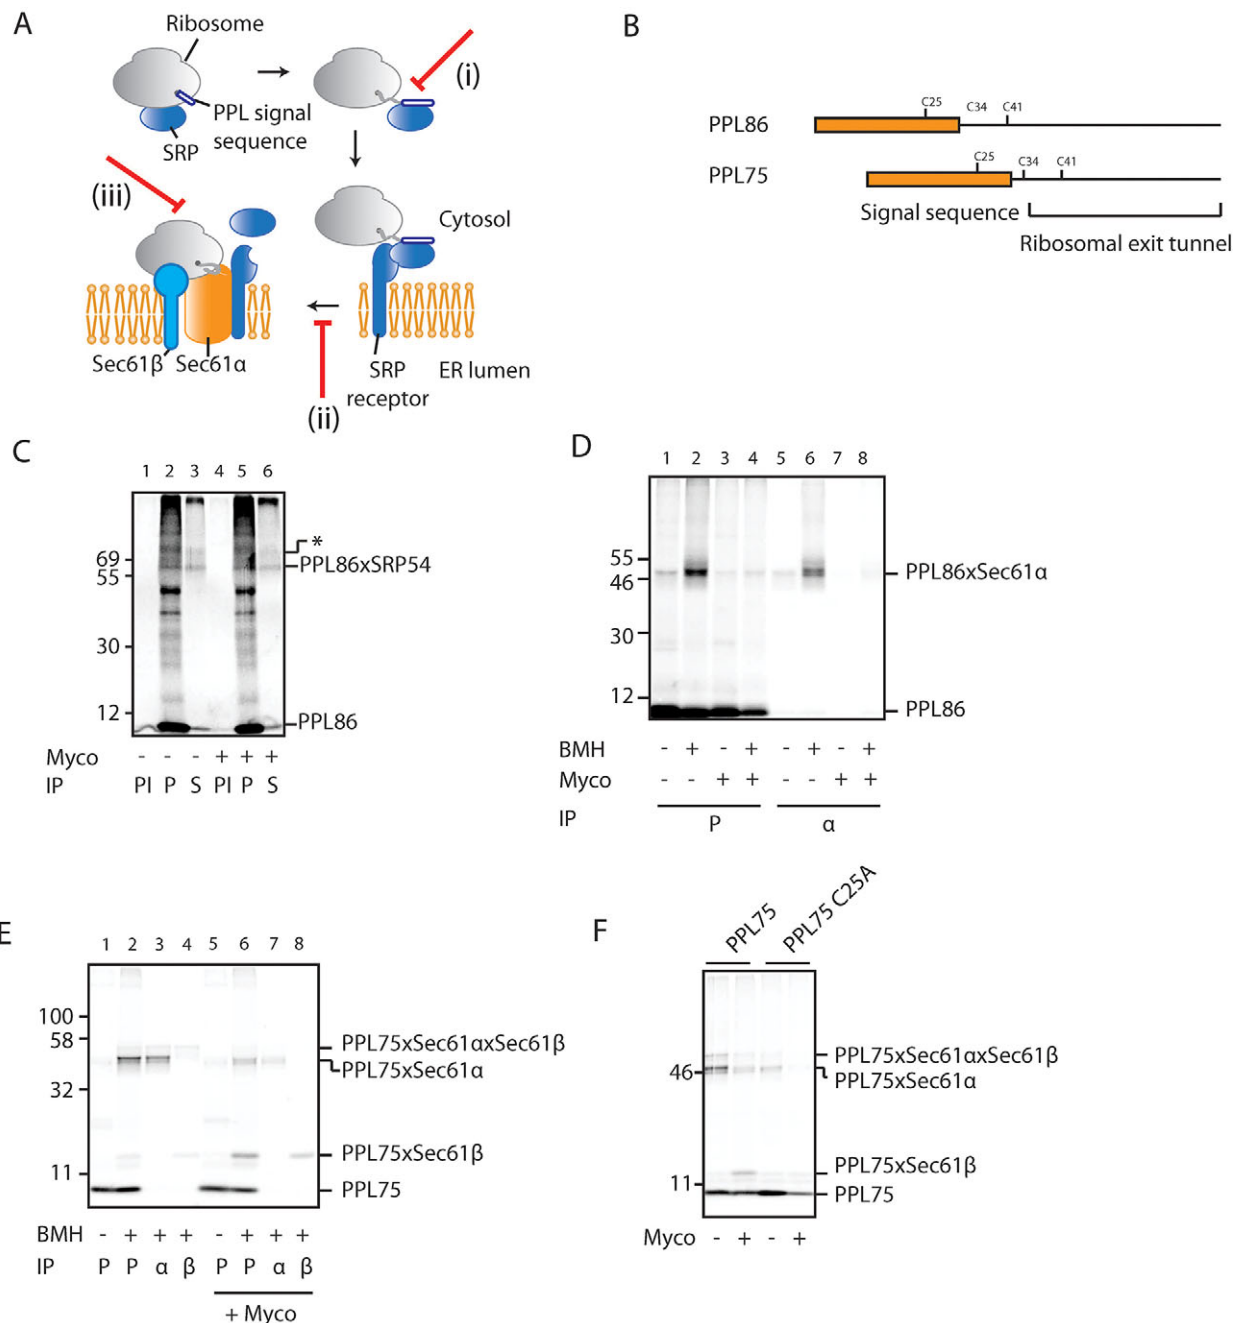 A
Ribosome
(i)
PPL signal
sequence
SRP
(iii)
Cytosol
Sec61β
Sec61α
SRP
receptor
ER lumen
(ii)
B
PPL86
C25
C34
C41
PPL75
C25
C34
C41
Signal sequence
Ribosomal exit tunnel
C
1 2 3 4 5 6
*
69
PPL86xSRP54
55
30
12
PPL86
Myco - - - + + +
IP PI P S PI P S
D
1 2 3 4 5 6 7 8
55
46
PPL86xSec61α
30
12
PPL86
BMH - + - + - + - +
Myco - - + + - - + +
IP P α
E
1 2 3 4 5 6 7 8
100
58
PPL75xSec61αxSec61β
PPL75xSec61α
32
PPL75xSec61β
11
PPL75
BMH - + + + - + + +
IP P P α β P P α β
+ Myco
F
PPL75
PPL75 C25A
PPL75xSec61αxSec61β
46
PPL75xSec61α
PPL75xSec61β
11
PPL75
Myco - + - +